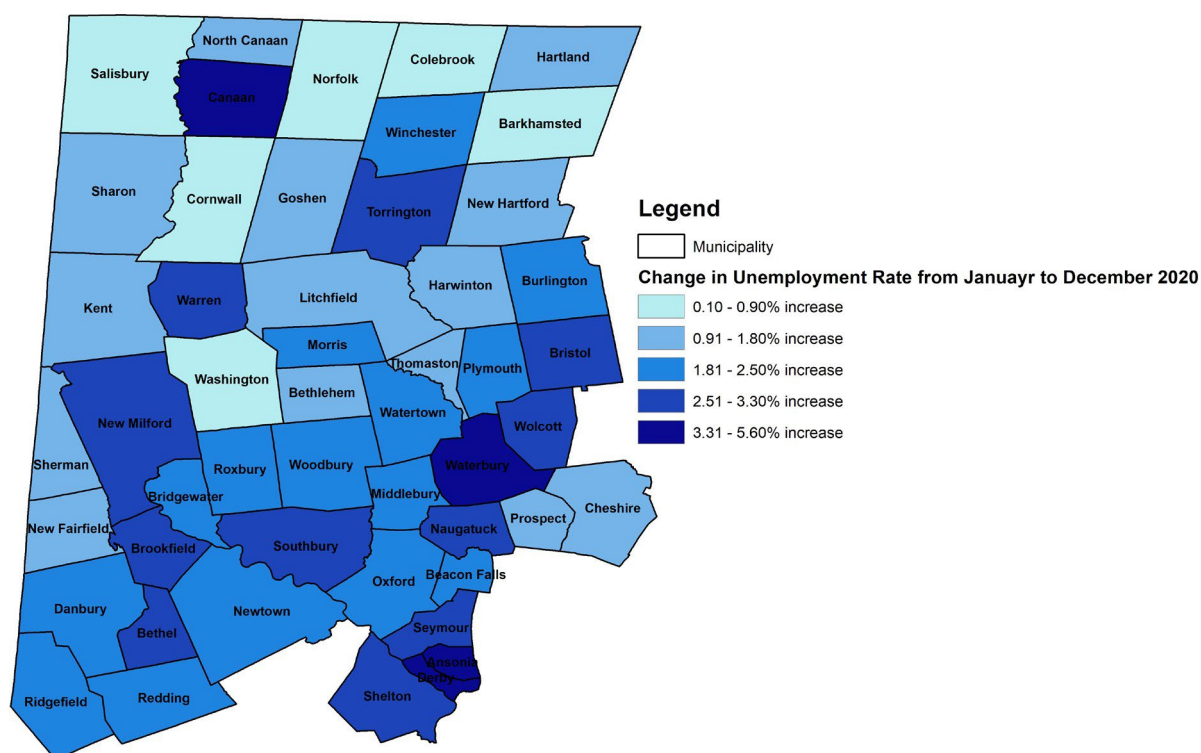 North Canaan
Colebrook
Hartland
Salisbury
Norfolk
Canaan
Barkhamsted
Winchester
Sharon
Cornwall
Goshen
New Hartford
Torrington
Legend
Municipality
Change in Unemployment Rate from Januayr to December 2020
0.10 - 0.90% increase
0.91 - 1.80% increase
1.81 - 2.50% increase
2.51 - 3.30% increase
3.31 - 5.60% increase
Burlington
Harwinton
Litchfield
Warren
Kent
Morris
Bristol
Thomaston
Plymouth
Washington
Bethlehem
Watertown
New Milford
Wolcott
Sherman
Roxbury
Woodbury
Waterbury
Bridgewater
Middlebury
Cheshire
Prospect
New Fairfield
Naugatuck
Southbury
Brookfield
Beacon Falls
Oxford
Danbury
Newtown
Bethel
Seymour
Ansonia
Derby
Shelton
Redding
Ridgefield